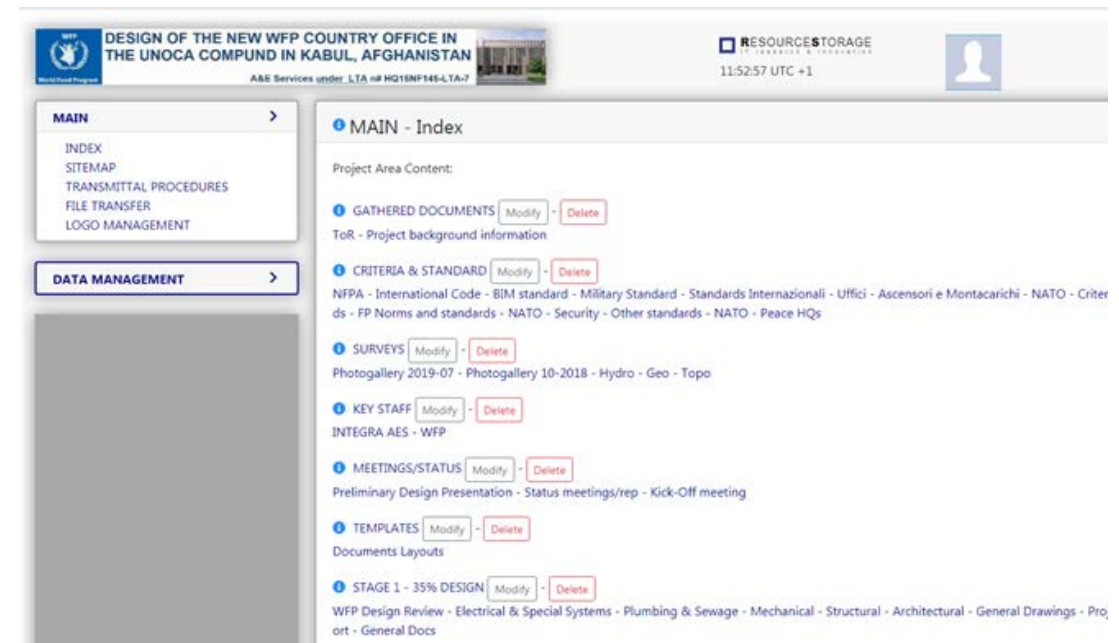 WFP
World Food Program
DESIGN OF THE NEW WFP COUNTRY OFFICE IN
THE UNOCA COMPUND IN KABUL, AFGHANISTAN
A&E Services under LTA n# HQ15NF145-LTA-7
RESOURCESTORAGE
11:52:57 UTC +1
MAIN
INDEX
SITEMAP
TRANSMITTAL PROCEDURES
FILE TRANSFER
LOGO MANAGEMENT
DATA MANAGEMENT
MAIN - Index
Project Area Content:
GATHERED DOCUMENTS Modify - Delete
ToR - Project background information
CRITERIA & STANDARD Modify - Delete
NFPA - International Code - BIM standard - Military Standard - Standards Internazionali - Uffici - Ascensori e Montacarichi - NATO - Criter
ds - FP Norms and standards - NATO - Security - Other standards - NATO - Peace HQs
SURVEYS Modify - Delete
Photogallery 2019-07 - Photogallery 10-2018 - Hydro - Geo - Topo
KEY STAFF Modify - Delete
INTEGRA AES - WFP
MEETINGS/STATUS Modify - Delete
Preliminary Design Presentation - Status meetings/rep - Kick-Off meeting
TEMPLATES Modify - Delete
Documents Layouts
STAGE 1 - 35% DESIGN Modify - Delete
WFP Design Review - Electrical & Special Systems - Plumbing & Sewage - Mechanical - Structural - Architectural - General Drawings - Proj
ort - General Docs